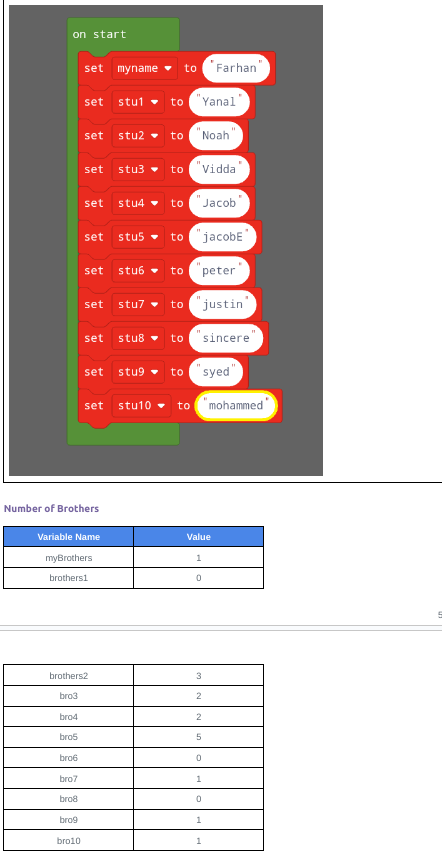 on start
set myname to "Farhan"
set stu1 to "Yanal"
set stu2 to "Noah"
set stu3 to "Vidda"
set stu4 to "Jacob"
set stu5 to "jacobE"
set stu6 to "peter"
set stu7 to "justin"
set stu8 to "sincere"
set stu9 to "syed"
set stu10 to "mohammed"
Number of Brothers
Variable Name Value
myBrothers 1
brothers1 0
5
brothers2 3
bro3 2
bro4 2
bro5 5
bro6 0
bro7 1
bro8 0
bro9 1
bro10 1